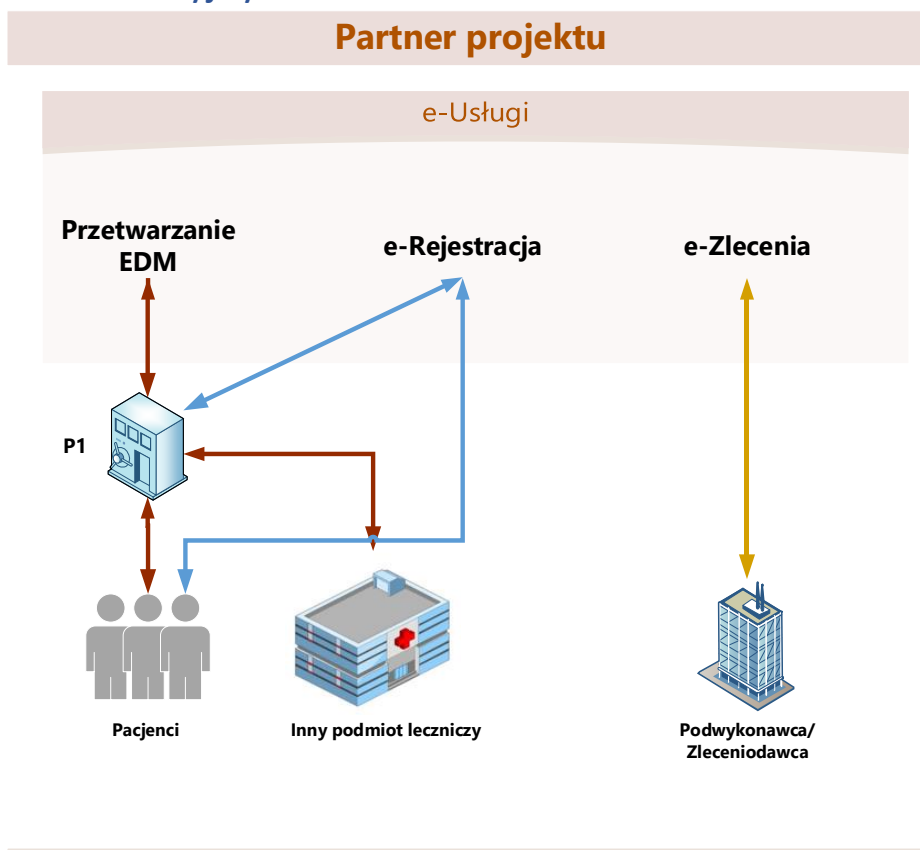 Partner projektu
e-Usługi
Przetwarzanie
EDM
e-Rejestracja
e-Zlecenia
P1
Pacjenci
Inny podmiot leczniczy
Podwykonawca/
Zleceniodawca